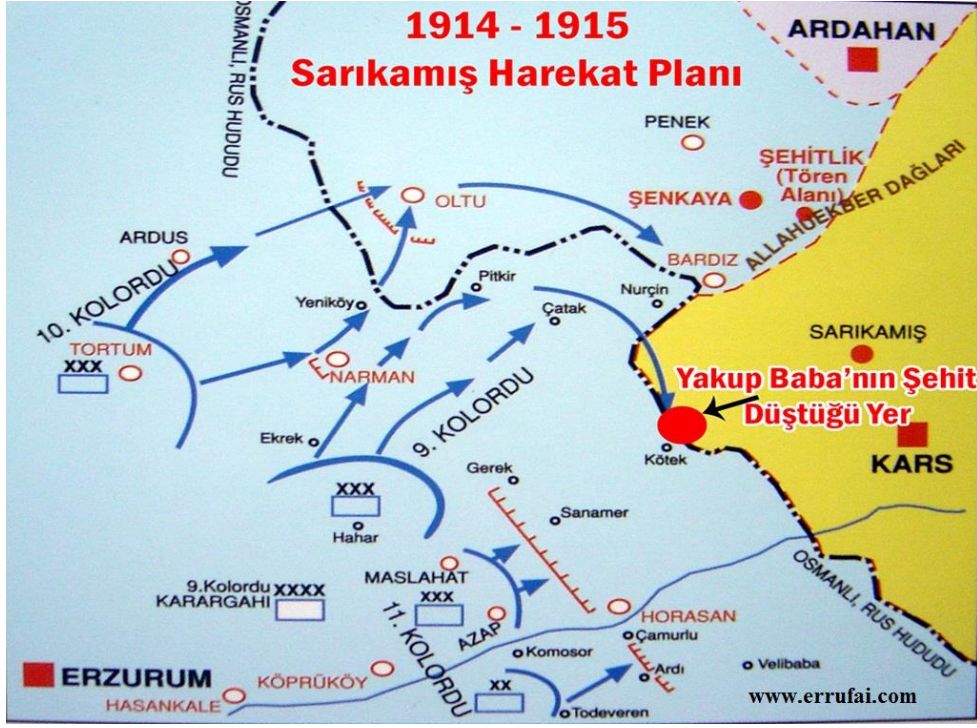 1914 - 1915
Sarıkamış Harekat Planı
OSMANLI, RUS HUDUDU
ARDAHAN
PENEK
ŞEHİTLİK
(Tören
Alanı)
ŞENKAYA
ALLAHUEKBER DAĞLARI
OLTU
ARDUS
BARDIZ
10. KOLORDU
Pitkir
Yeniköy
Nurçin
Çatak
SARIKAMIŞ
TORTUM
XXX
NARMAN
Yakup Baba’nın Şehit
Düştüğü Yer
9. KOLORDU
Ekrek
KARS
Kötek
Gerek
XXX
Hahar
Sanamer
MASLAHAT
9.Kolordu
KARARGAHI
XXXX
XXX
11. KOLORDU
AZAP
HORASAN
OSMANLI, RUS HUDUDU
Çamurlu
Komosor
Ardı
Velibaba
ERZURUM
KÖPRÜKÖY
HASANKALE
XX
Todeveren
www.errufai.com